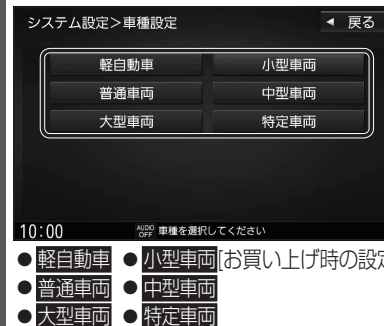 システム設定>車種設定 ◀ 戻る
軽自動車 小型車両
普通車両 中型車両
大型車両 特定車両
10:00 AUDIO OFF 車種を選択してください
● 軽自動車 ● 小型車両[お買い上げ時の設定
● 普通車両 ● 中型車両
● 大型車両 ● 特定車両